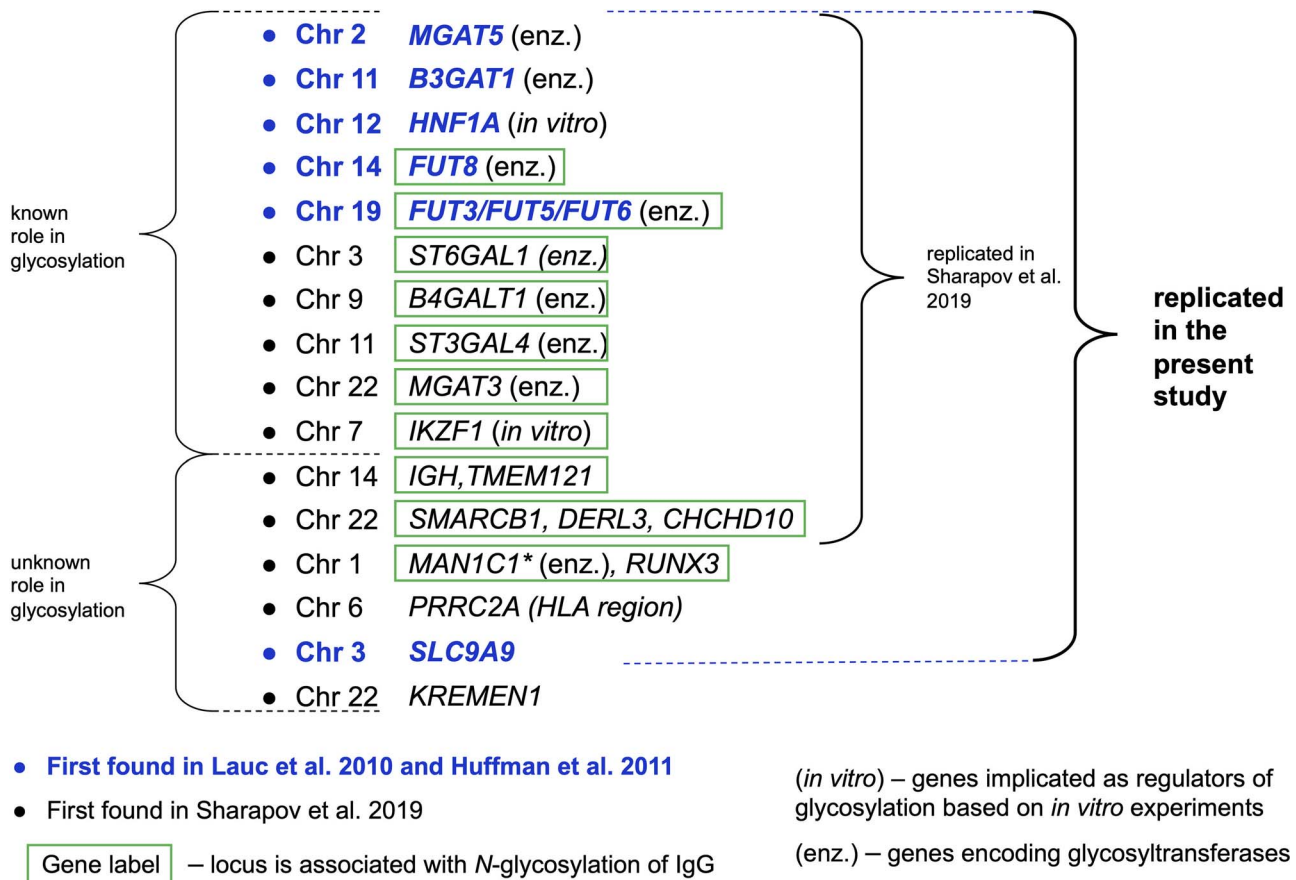 Chr 2 MGAT5 (enz.)
Chr 11 B3GAT1 (enz.)
Chr 12 HNF1A (in vitro)
Chr 14 FUT8 (enz.)
Chr 19 FUT3/FUT5/FUT6 (enz.)
Chr 3 ST6GAL1 (enz.)
Chr 9 B4GALT1 (enz.)
Chr 11 ST3GAL4 (enz.)
Chr 22 MGAT3 (enz.)
Chr 7 IKZF1 (in vitro)
Chr 14 IGH,TMEM121
Chr 22 SMARCB1, DERL3, CHCHD10
Chr 1 MAN1C1* (enz.), RUNX3
Chr 6 PRRC2A (HLA region)
Chr 3 SLC9A9
Chr 22 KREMEN1
known
role in
glycosylation
unknown
role in
glycosylation
replicated in
Sharapov et al.
2019
replicated
in the
present
study
First found in Lauc et al. 2010 and Huffman et al. 2011
First found in Sharapov et al. 2019
Gene label – locus is associated with N-glycosylation of IgG
(in vitro) – genes implicated as regulators of
glycosylation based on in vitro experiments
(enz.) – genes encoding glycosyltransferases